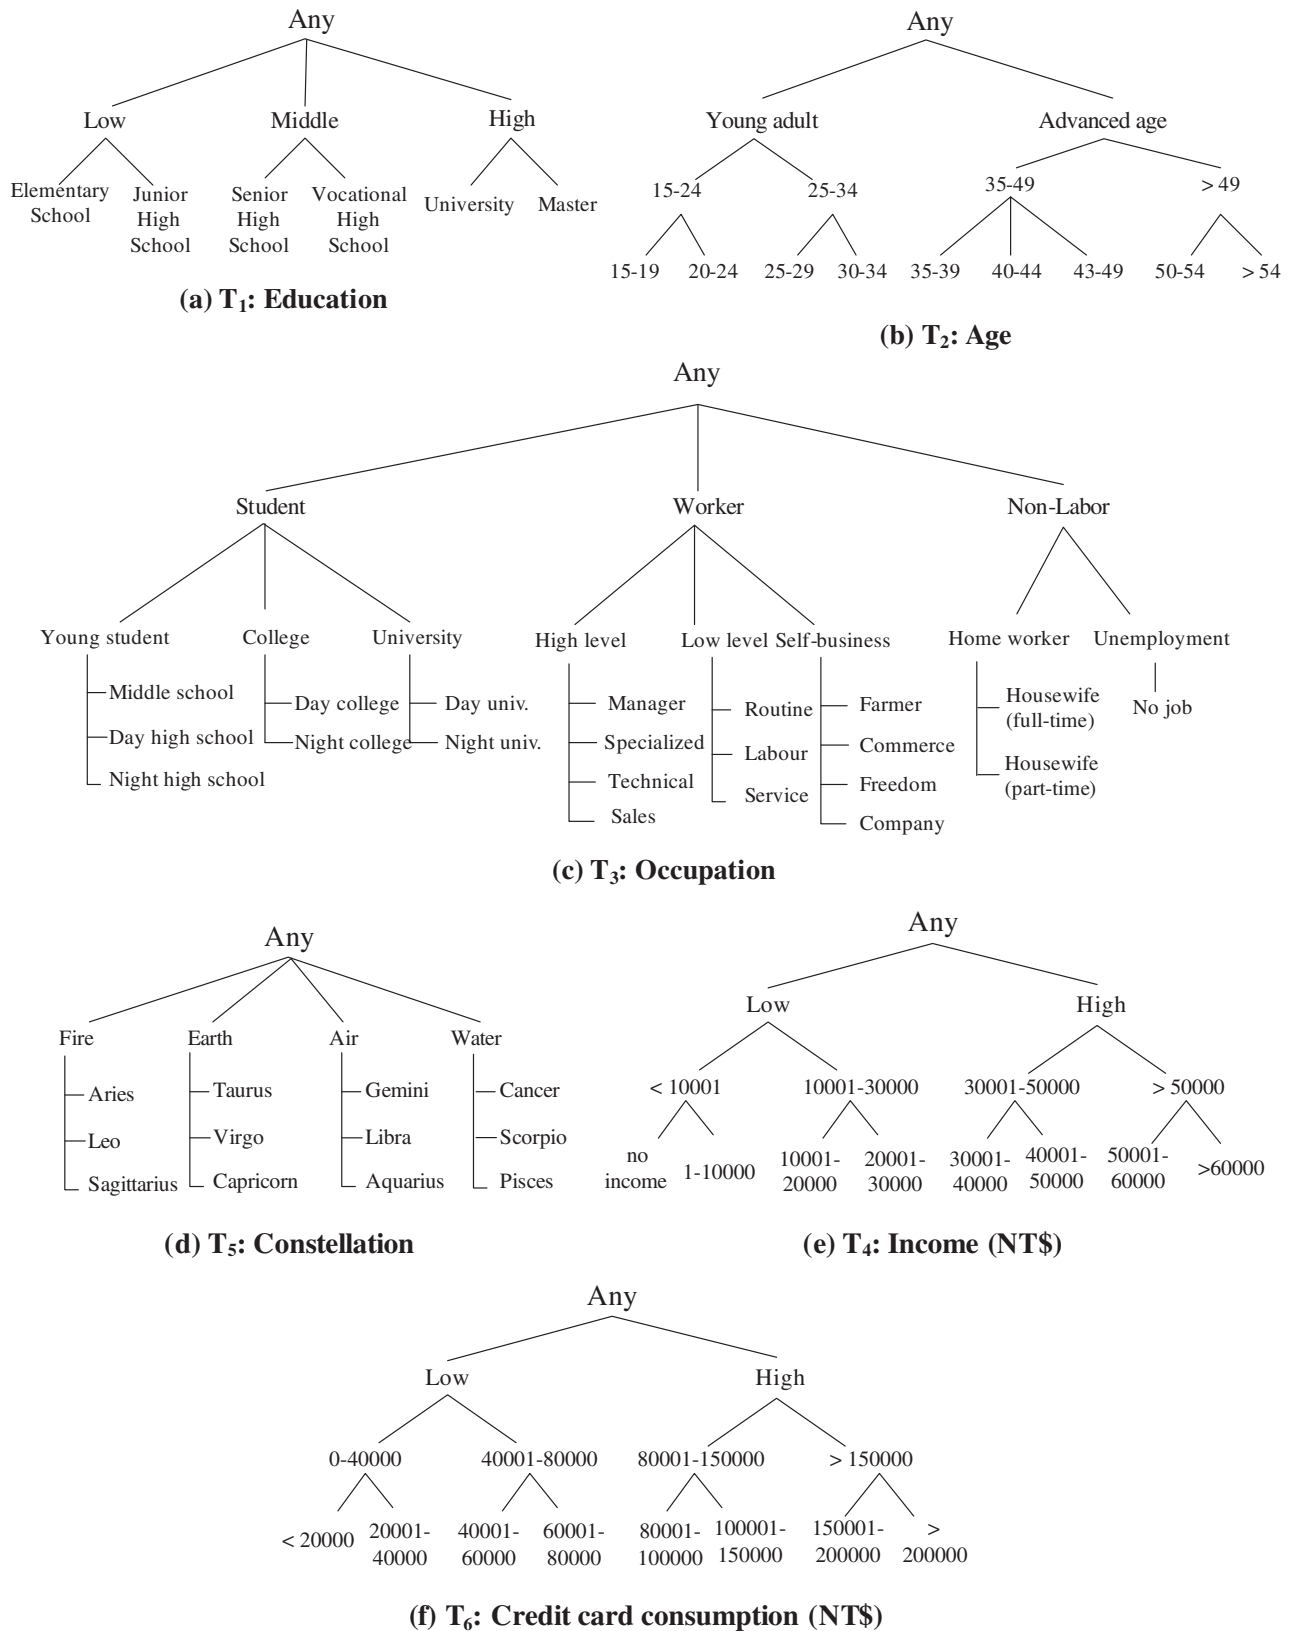 Any
Low Middle High
Elementary School
Junior High School
Senior High School
Vocational High School
University
Master
(a) T1: Education
Any
Young adult Advanced age
15-24 25-34 35-49 > 49
15-19 20-24 25-29 30-34 35-39 40-44 43-49 50-54 > 54
(b) T2: Age
Any
Student Worker Non-Labor
Young student College University High level Low level Self-business Home worker Unemployment
Middle school
Day high school
Night high school
Day college
Night college
Day univ.
Night univ.
Manager
Specialized
Technical
Sales
Routine
Labour
Service
Farmer
Commerce
Freedom
Company
Housewife
(full-time)
Housewife
(part-time)
No job
(c) T3: Occupation
Any
Fire Earth Air Water
Aries
Leo
Sagittarius
Taurus
Virgo
Capricorn
Gemini
Libra
Aquarius
Cancer
Scorpio
Pisces
(d) T5: Constellation
Any
Low High
< 10001 10001-30000 30001-50000 > 50000
no income
1-10000
10001-20000
20001-30000
30001-40000
40001-50000
50001-60000
>60000
(e) T4: Income (NT$)
Any
Low High
0-40000 40001-80000 80001-150000 > 150000
< 20000
20001-40000
40001-60000
60001-80000
80001-100000
100001-150000
150001-200000
> 200000
(f) T6: Credit card consumption (NT$)